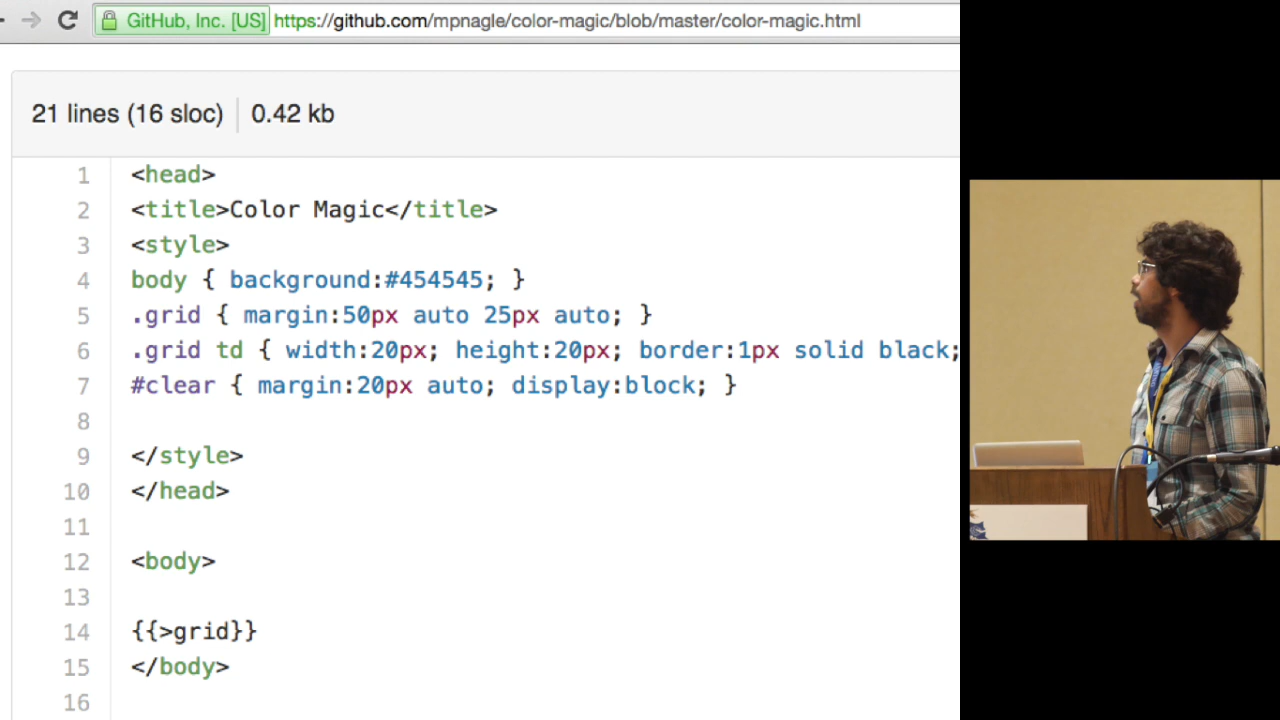 GitHub, Inc. [US] https://github.com/mpnagle/color-magic/blob/master/color-magic.html
21 lines (16 sloc) 0.42 kb
1 <head>
2 <title>Color Magic</title>
3 <style>
4 body { background:#454545; }
5 .grid { margin:50px auto 25px auto; }
6 .grid td { width:20px; height:20px; border:1px solid black;
7 #clear { margin:20px auto; display:block; }
8
9 </style>
10 </head>
11
12 <body>
13
14 {{>grid}}
15 </body>
16